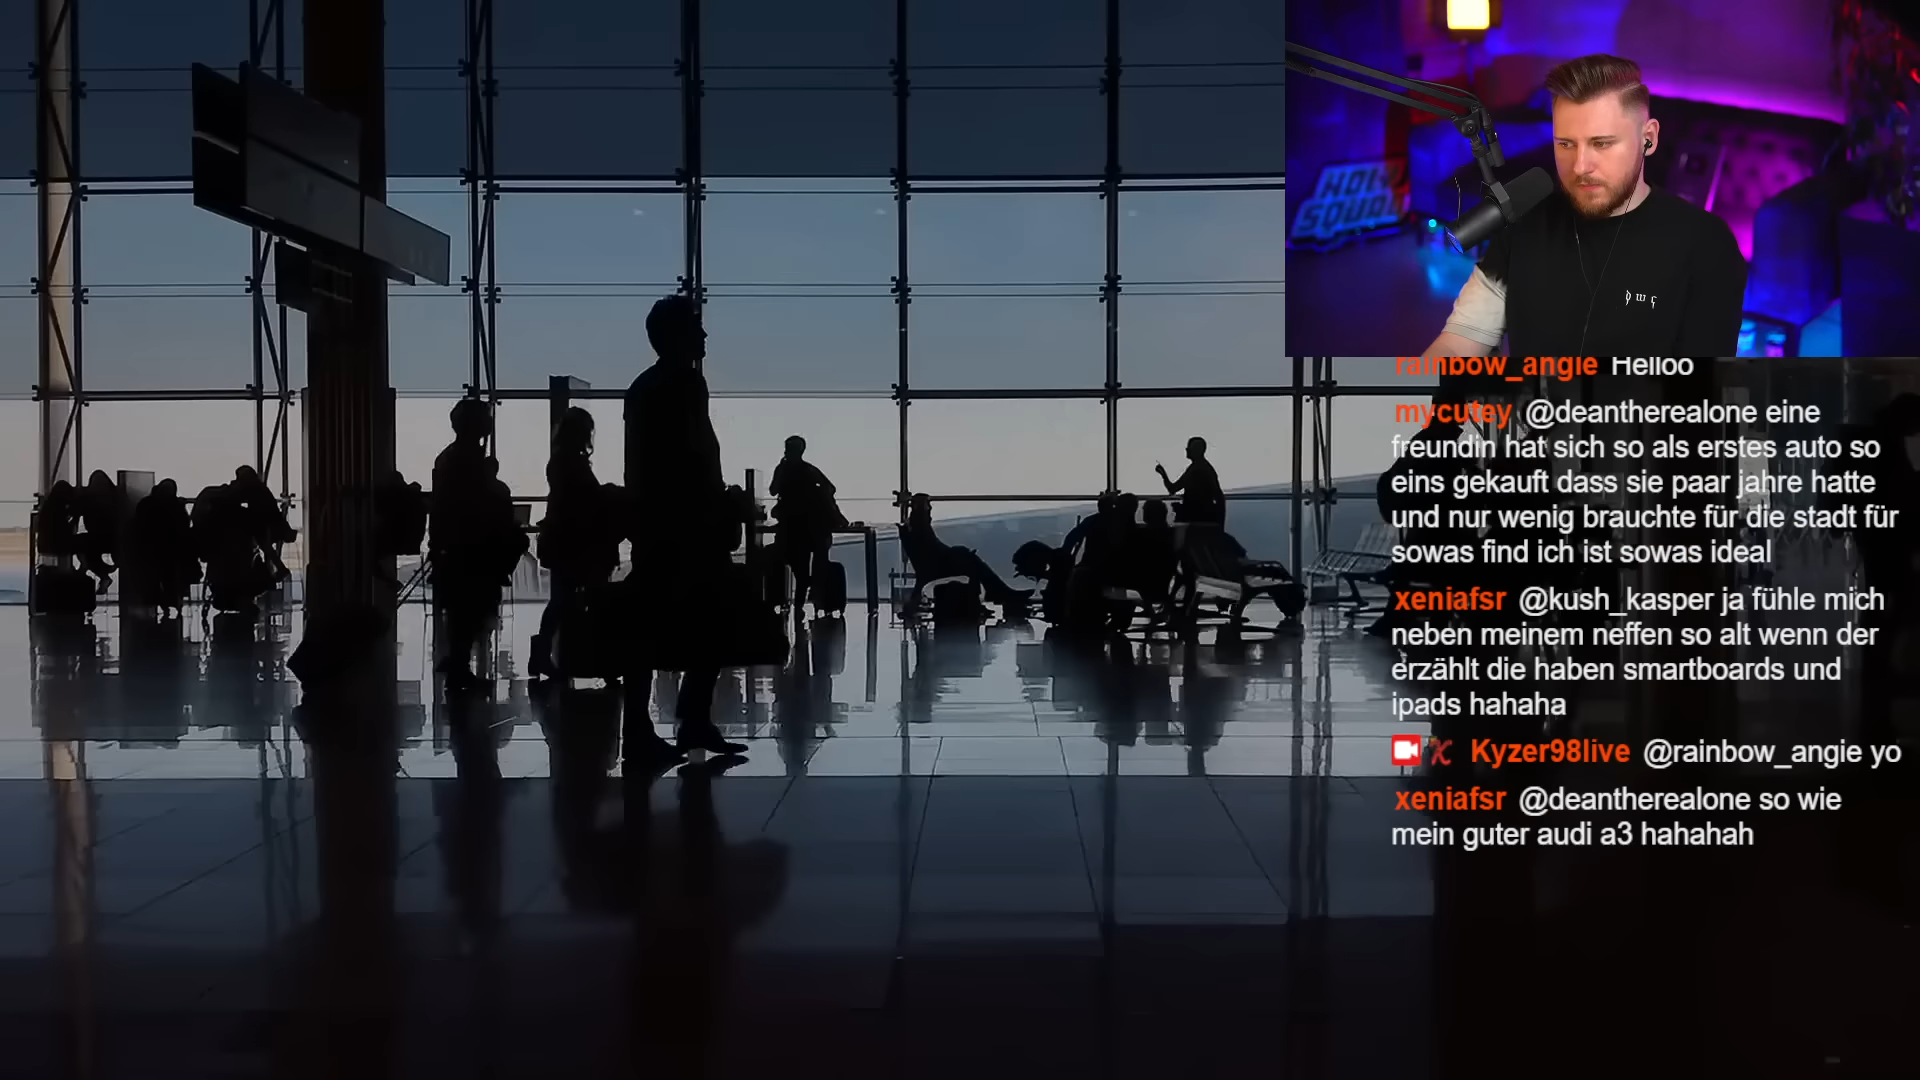 HOLY
SQUAD
rainbow_angie Helloo
mycutey @deantherealone eine
freundin hat sich so als erstes auto so
eins gekauft dass sie paar jahre hatte
und nur wenig brauchte für die stadt für
sowas find ich ist sowas ideal
xeniafsr @kush_kasper ja fühle mich
neben meinem neffen so alt wenn der
erzählt die haben smartboards und
ipads hahaha
Kyzer98live @rainbow_angie yo
xeniafsr @deantherealone so wie
mein guter audi a3 hahahah